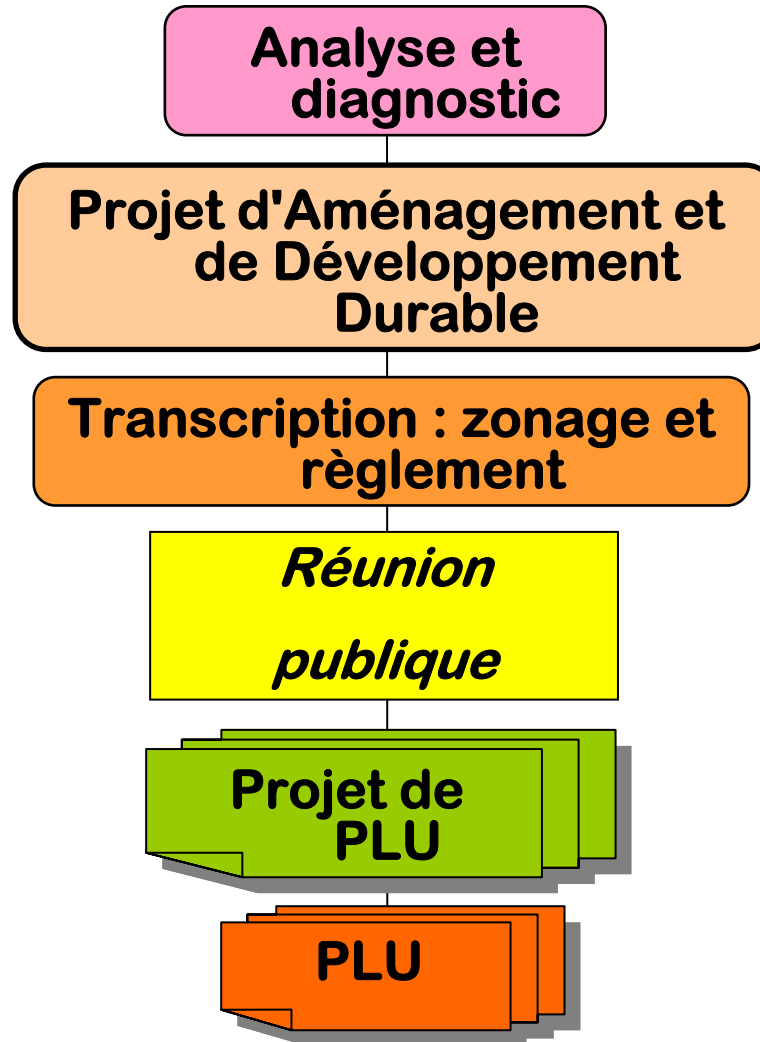 Analyse et
diagnostic
Projet d'Aménagement et
de Développement
Durable
Transcription : zonage et
règlement
Réunion
publique
Projet de
PLU
PLU